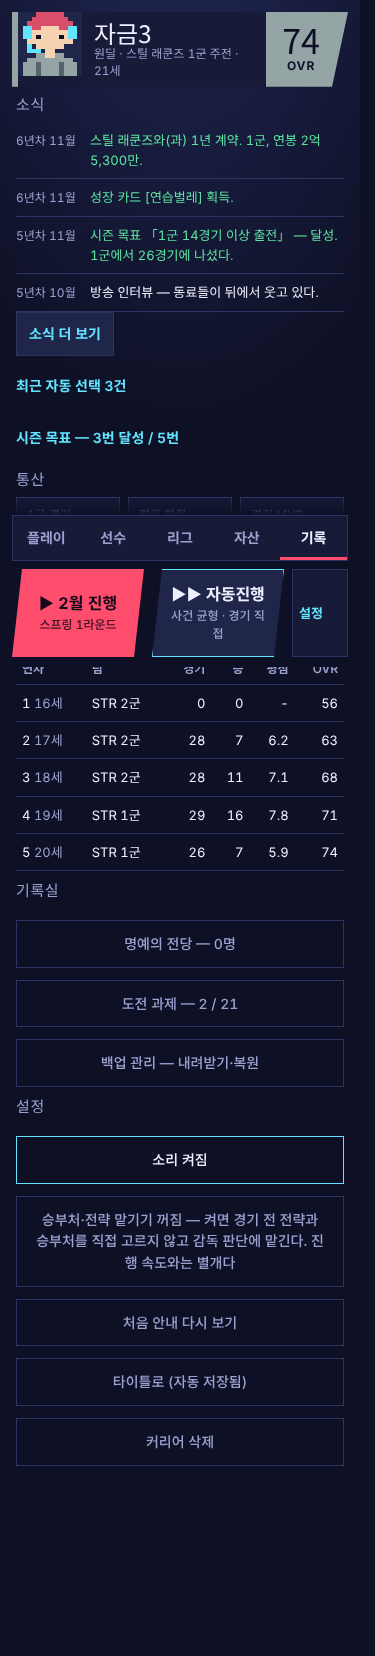 자금3
원딜 · 스틸 래쿤즈 1군 주전 ·
21세
74
OVR
소식
6년차 11월 스틸 래쿤즈와(과) 1년 계약. 1군, 연봉 2억
5,300만.
6년차 11월 성장 카드 [연습벌레] 획득.
5년차 11월 시즌 목표 「1군 14경기 이상 출전」 — 달성.
1군에서 26경기에 나섰다.
5년차 10월 방송 인터뷰 — 동료들이 뒤에서 웃고 있다.
소식 더 보기
최근 자동 선택 3건
시즌 목표 — 3번 달성 / 5번
통산
플레이 선수 리그 자산 기록
▶ 2월 진행
스프링 1라운드
▶▶ 자동진행
사건 균형 · 경기 직
접
설정
OVR
1 16세 STR 2군 0 0 - 56
2 17세 STR 2군 28 7 6.2 63
3 18세 STR 2군 28 11 7.1 68
4 19세 STR 1군 29 16 7.8 71
5 20세 STR 1군 26 7 5.9 74
기록실
명예의 전당 — 0명
도전 과제 — 2 / 21
백업 관리 — 내려받기·복원
설정
소리 켜짐
승부처·전략 맡기기 꺼짐 — 켜면 경기 전 전략과
승부처를 직접 고르지 않고 감독 판단에 맡긴다. 진
행 속도와는 별개다
처음 안내 다시 보기
타이틀로 (자동 저장됨)
커리어 삭제